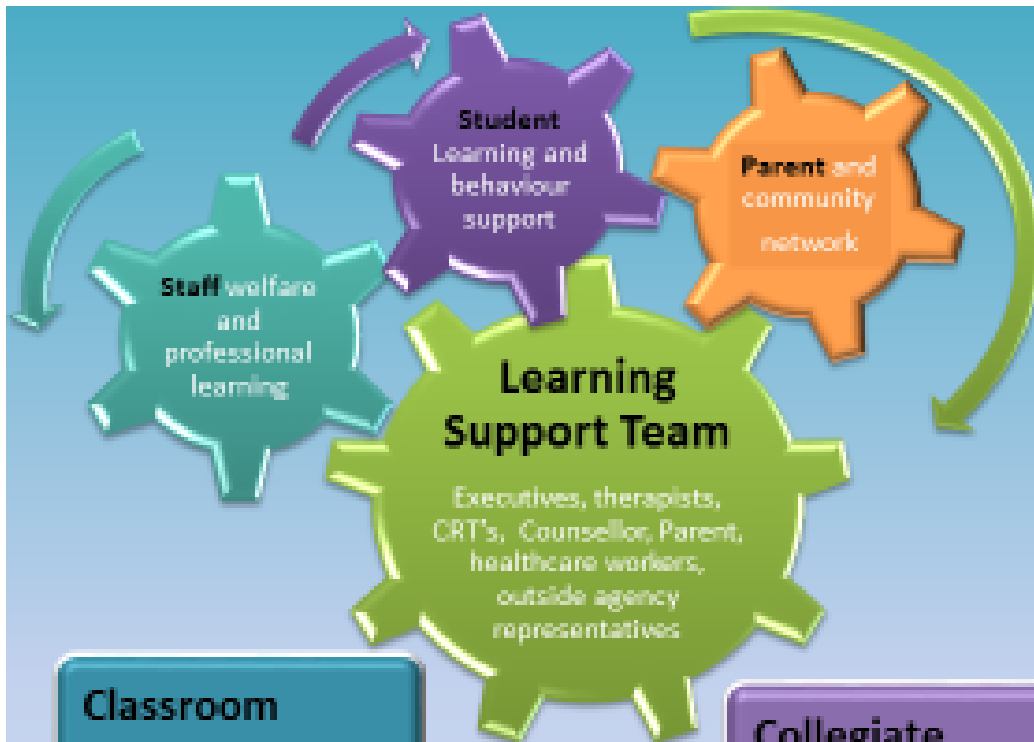 Student
Learning and
behaviour
support
Parent and
community
network
Staff welfare
and
professional
learning
Learning
Support Team
Executives, therapists,
CRT's, Counsellor, Parent,
healthcare workers,
outside agency
representatives
Classroom
Collegiate